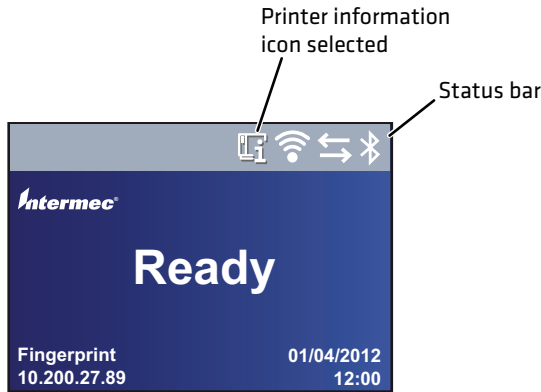 Printer information
icon selected
Status bar
Intermec®
Ready
Fingerprint
01/04/2012
10.200.27.89
12:00